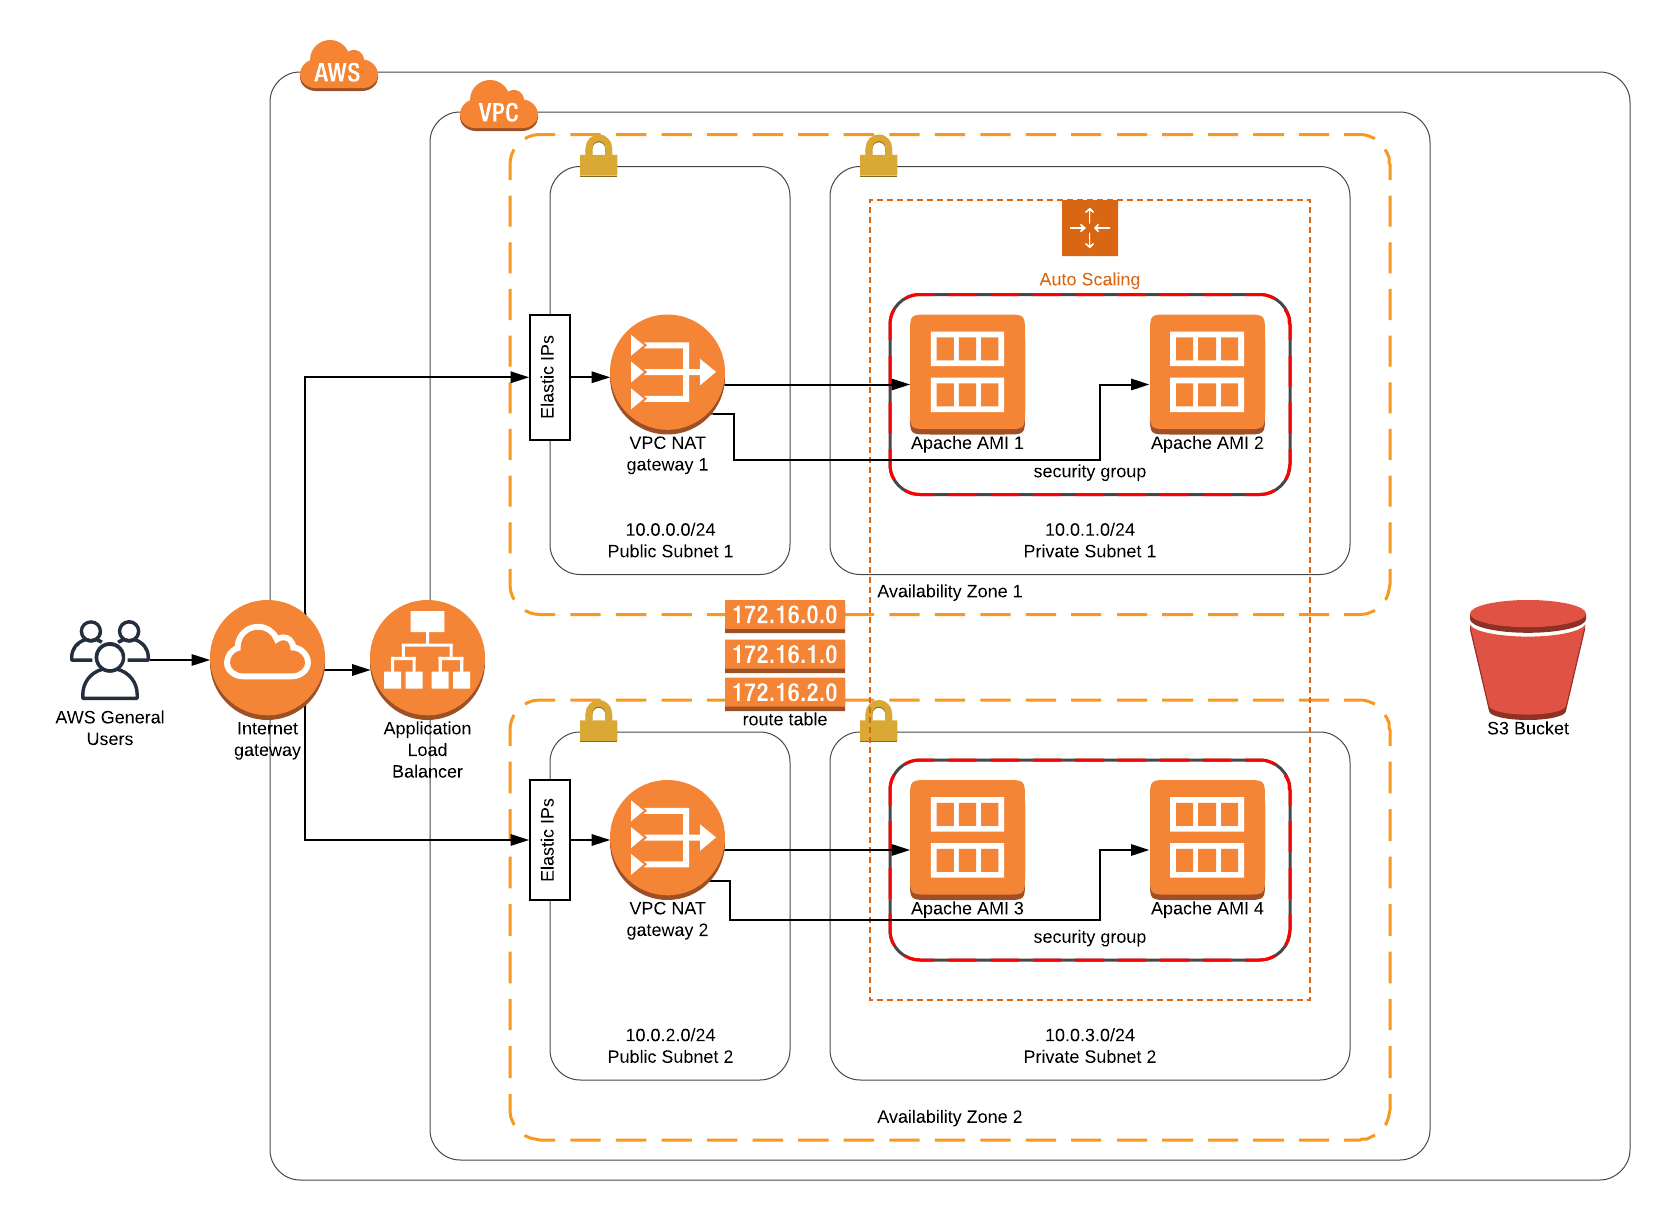 AWS
VPC
Auto Scaling
Elastic IPs
VPC NAT
gateway 1
Apache AMI 1
Apache AMI 2
security group
10.0.0.0/24
Public Subnet 1
10.0.1.0/24
Private Subnet 1
Availability Zone 1
172.16.0.0
172.16.1.0
172.16.2.0
route table
AWS General
Users
Internet
gateway
Application
Load
Balancer
S3 Bucket
Elastic IPs
VPC NAT
gateway 2
Apache AMI 3
Apache AMI 4
security group
10.0.2.0/24
Public Subnet 2
10.0.3.0/24
Private Subnet 2
Availability Zone 2